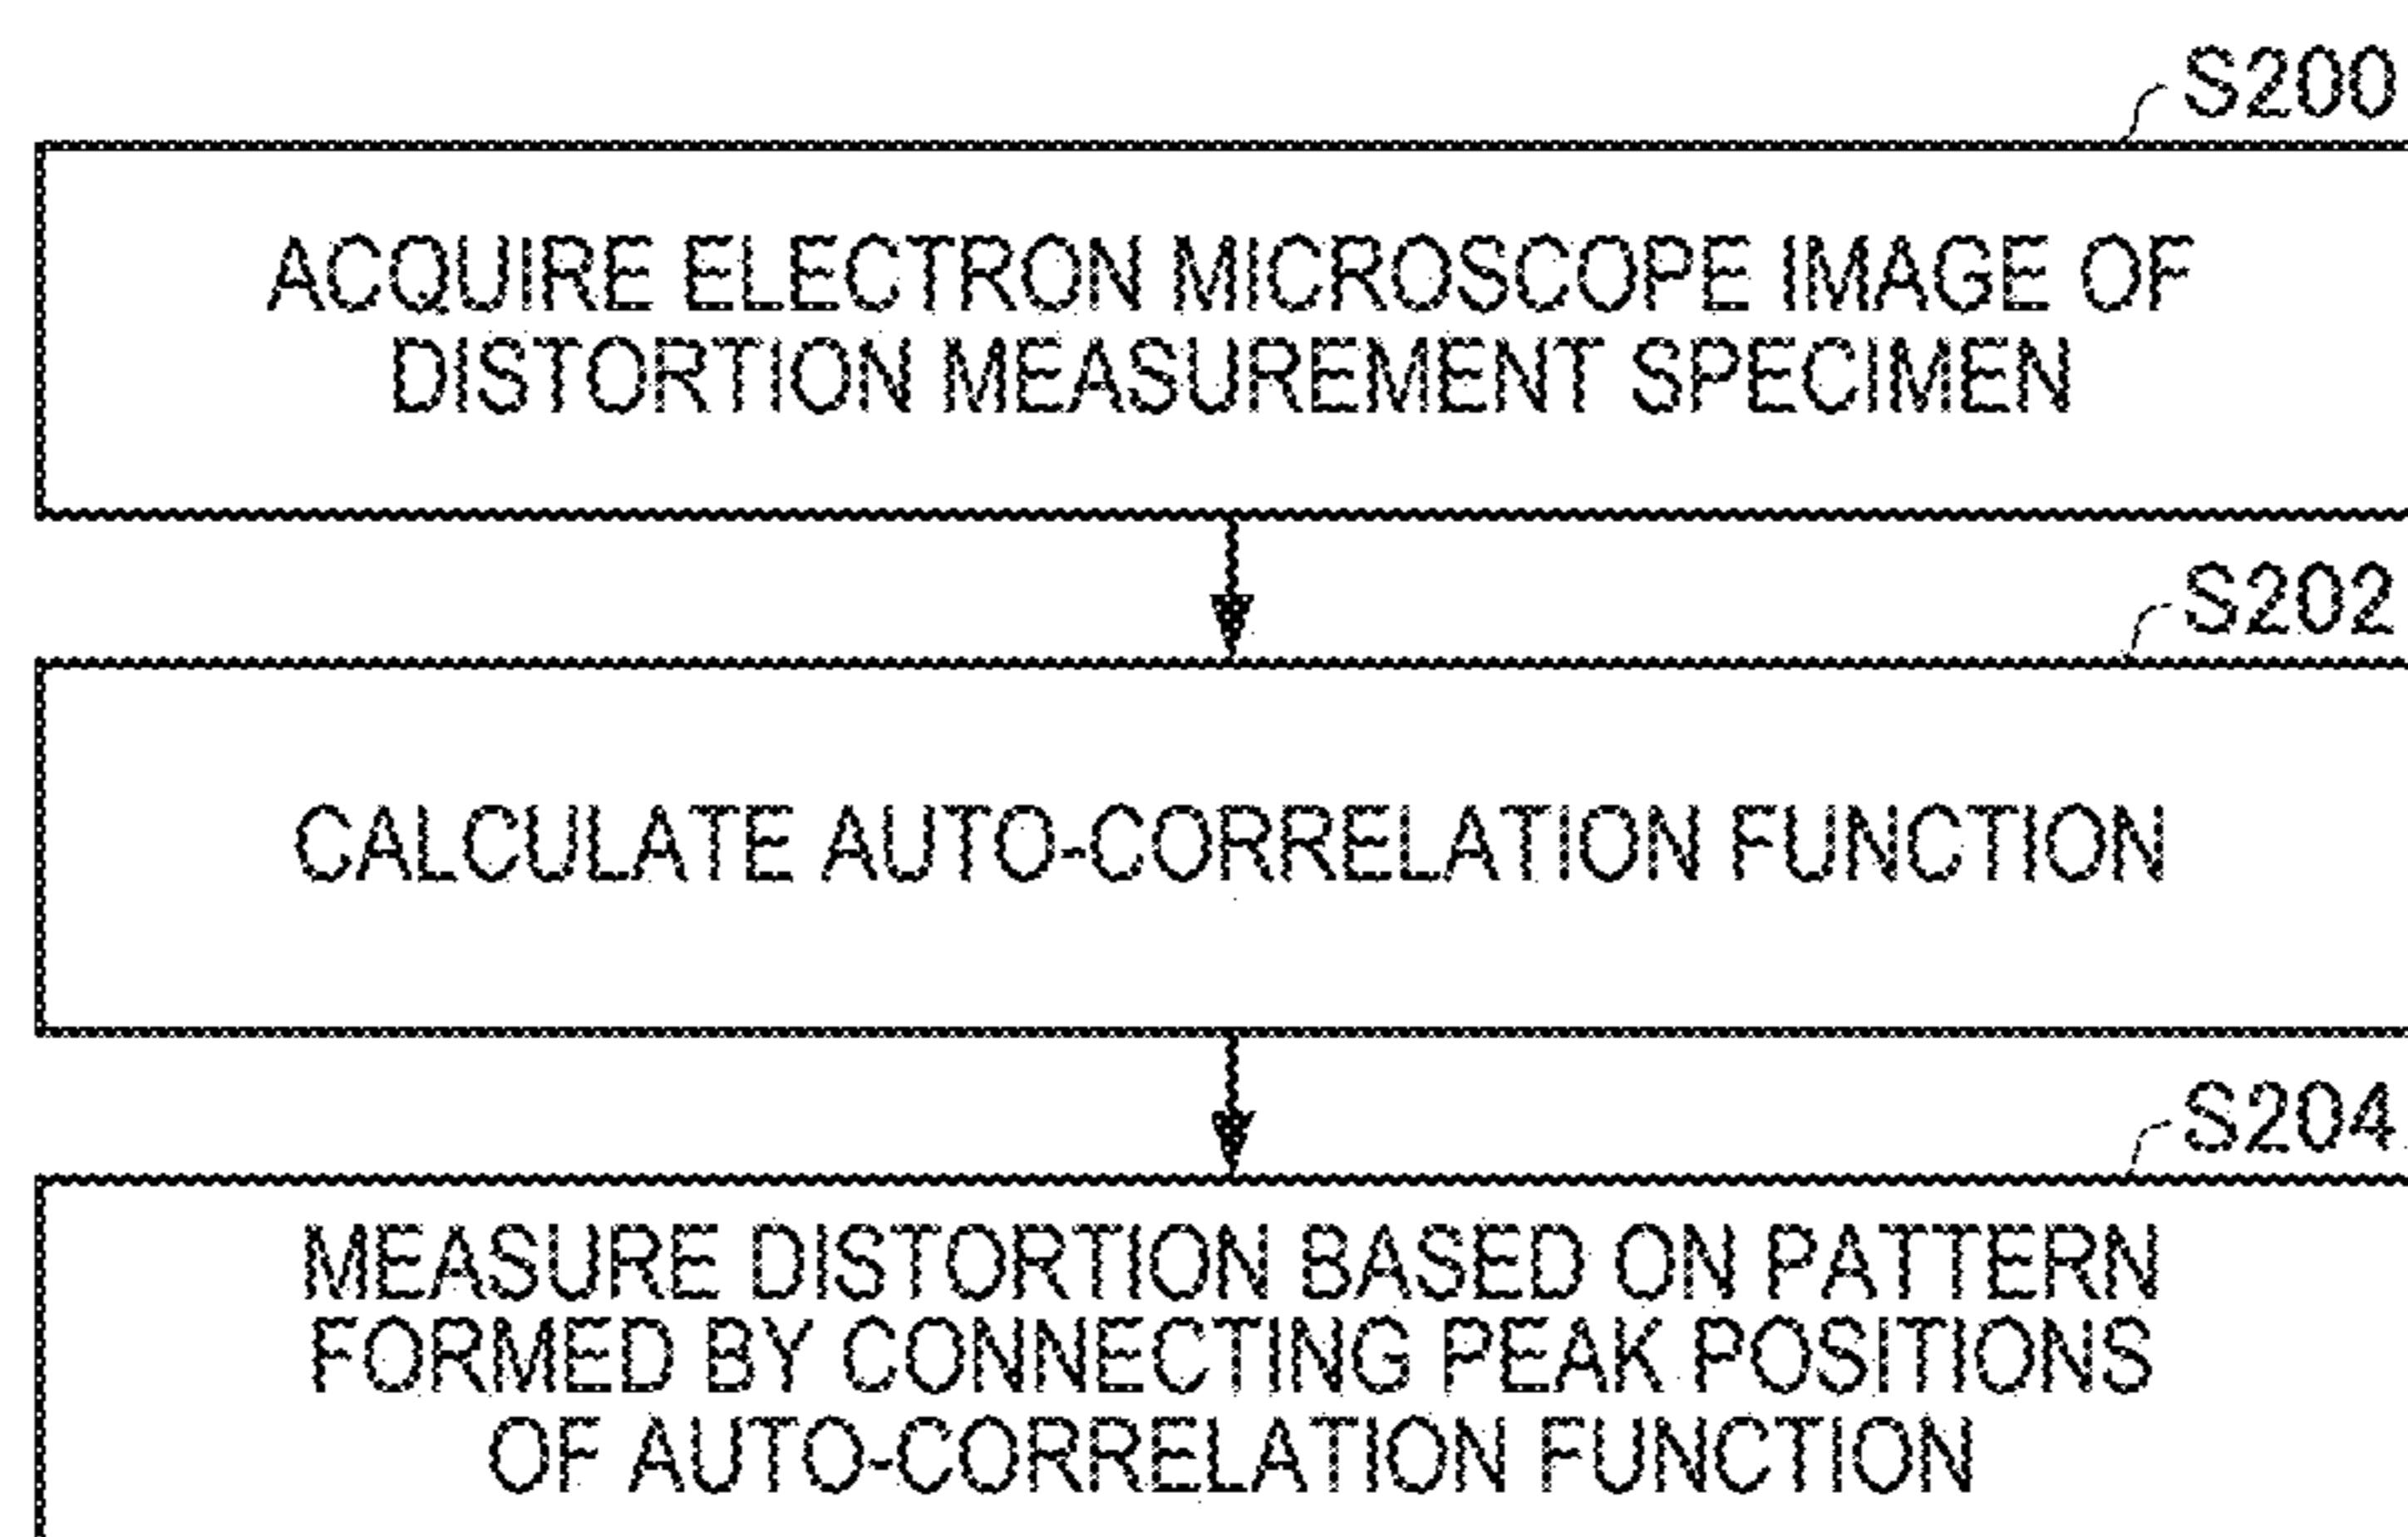 S200
ACQUIRE ELECTRON MICROSCOPE IMAGE OF
DISTORTION MEASUREMENT SPECIMEN
S202
CALCULATE AUTO-CORRELATION FUNCTION
S204
MEASURE DISTORTION BASED ON PATTERN
FORMED BY CONNECTING PEAK POSITIONS
OF AUTO-CORRELATION FUNCTION